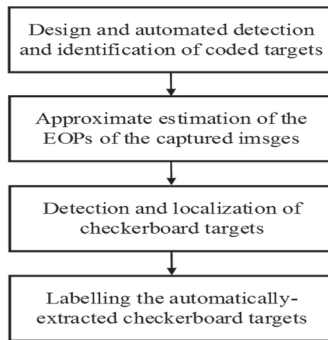 Design and automated detection
and identification of coded targets
Approximate estimation of the
EOPs of the captured imsges
Detection and localization of
checkerboard targets
Labelling the automatically-
extracted checkerboard targets